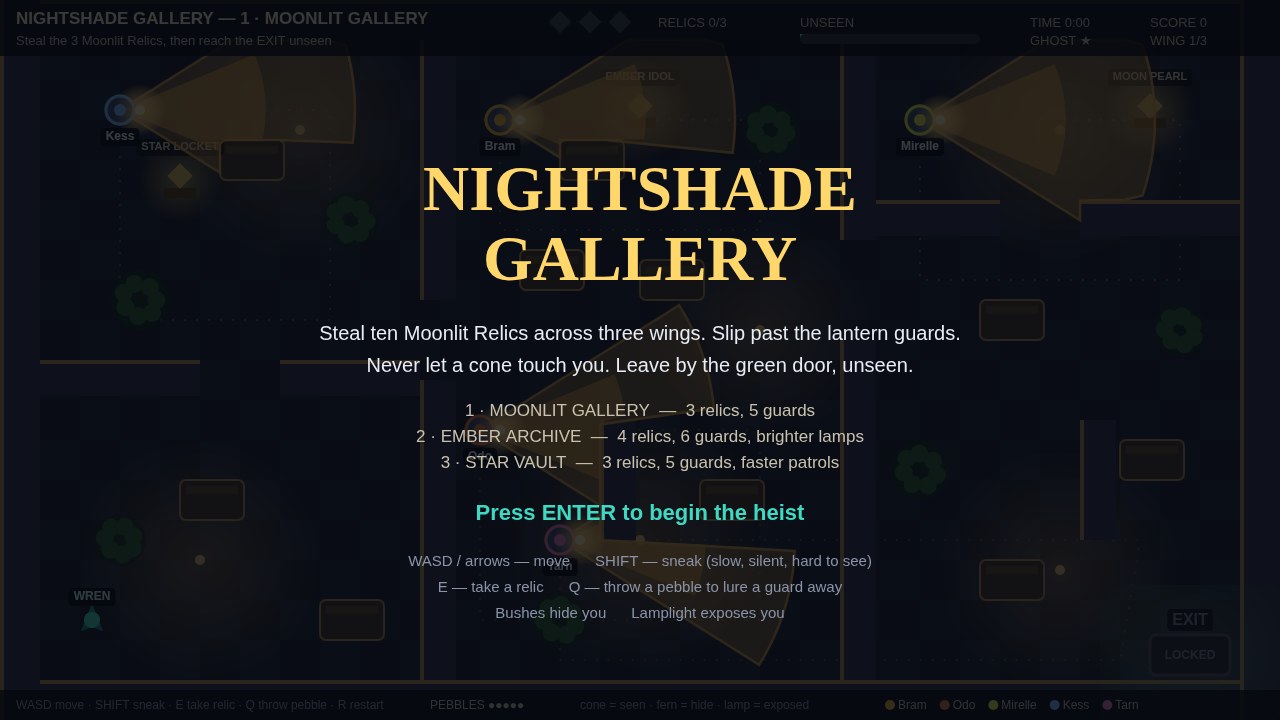 NIGHTSHADE GALLERY — 1 · MOONLIT GALLERY
Steal the 3 Moonlit Relics, then reach the EXIT unseen
RELICS 0/3
UNSEEN
TIME 0:00
SCORE 0
GHOST ★
WING 1/3
EMBER IDOL
MOON PEARL
Kess
STAR LOCKET
Bram
Mirelle
NIGHTSHADE
GALLERY
Steal ten Moonlit Relics across three wings. Slip past the lantern guards.
Never let a cone touch you. Leave by the green door, unseen.
1 · MOONLIT GALLERY — 3 relics, 5 guards
2 · EMBER ARCHIVE — 4 relics, 6 guards, brighter lamps
Odo
3 · STAR VAULT — 3 relics, 5 guards, faster patrols
Press ENTER to begin the heist
WASD / arrows — move SHIFT — sneak (slow, silent, hard to see)
Tarn
E — take a relic Q — throw a pebble to lure a guard away
Bushes hide you Lamplight exposes you
WREN
EXIT
LOCKED
WASD move · SHIFT sneak · E take relic · Q throw pebble · R restart
PEBBLES ●●●●●
cone = seen · fern = hide · lamp = exposed
Bram Odo Mirelle Kess Tarn